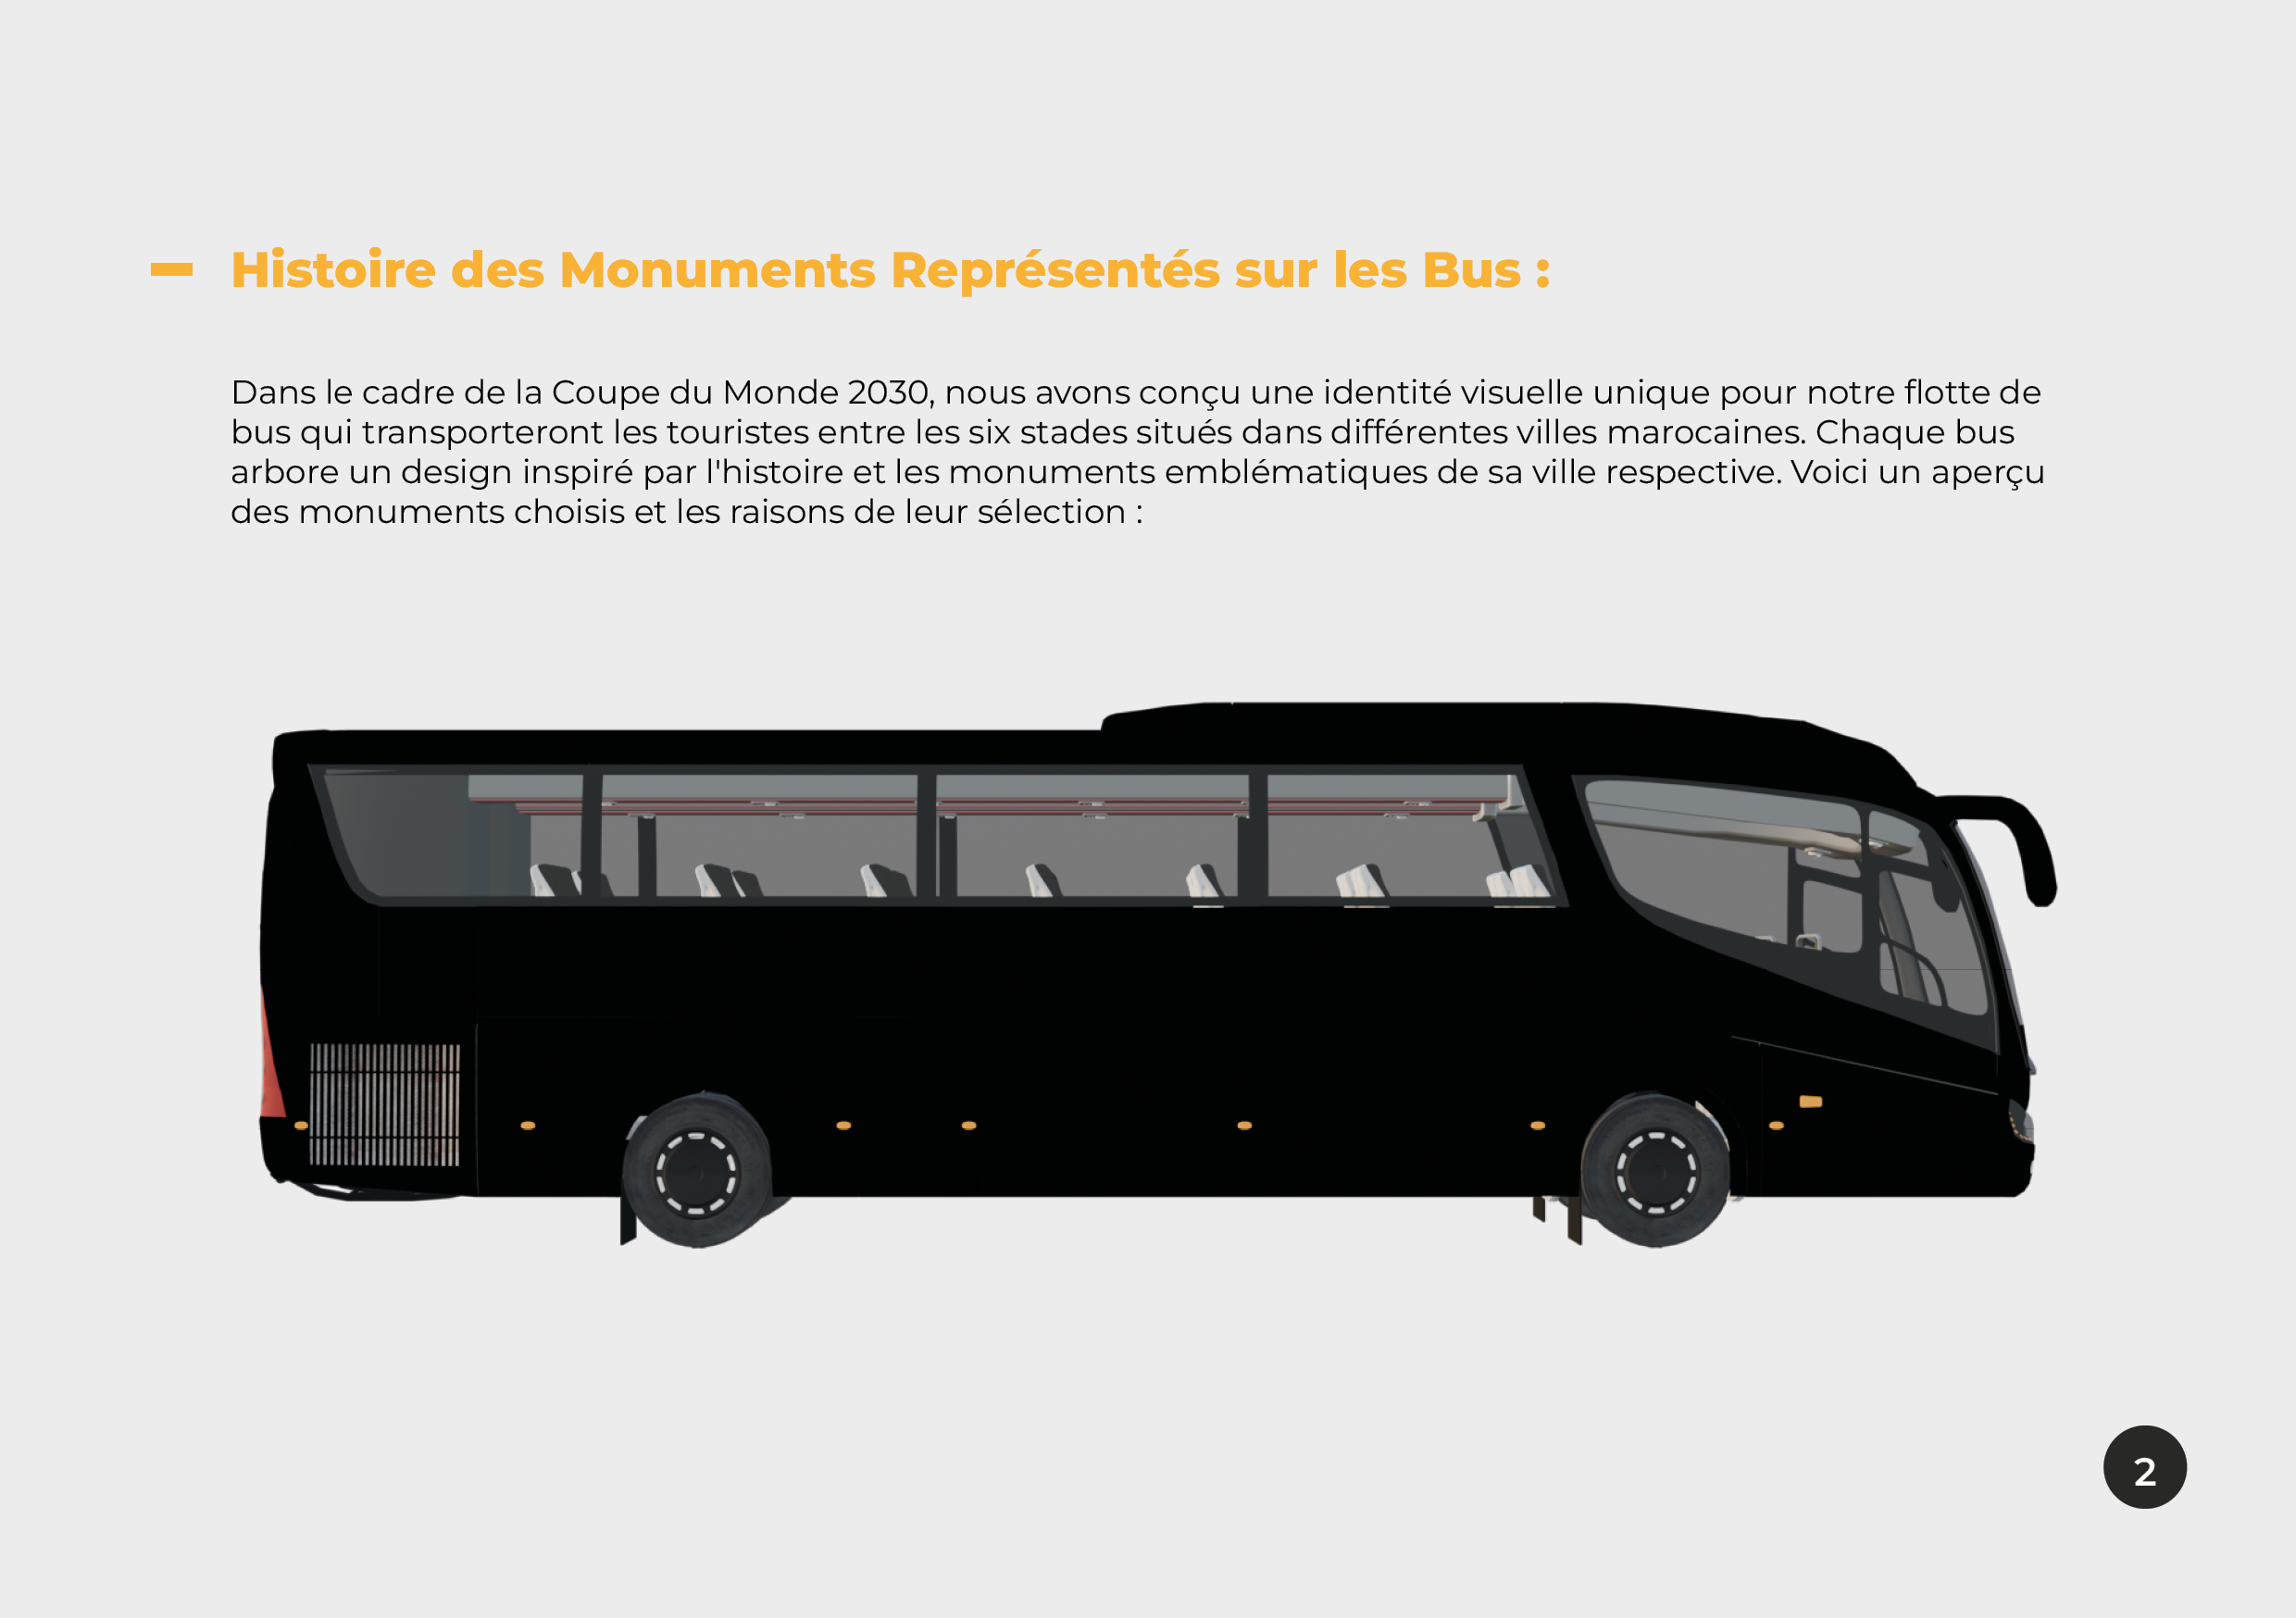 Histoire des Monuments Représentés sur les Bus :
Dans le cadre de la Coupe du Monde 2030, nous avons conçu une identité visuelle unique pour notre flotte de
bus qui transporteront les touristes entre les six stades situés dans différentes villes marocaines. Chaque bus
arbore un design inspiré par l'histoire et les monuments emblématiques de sa ville respective. Voici un aperçu
des monuments choisis et les raisons de leur sélection :
2